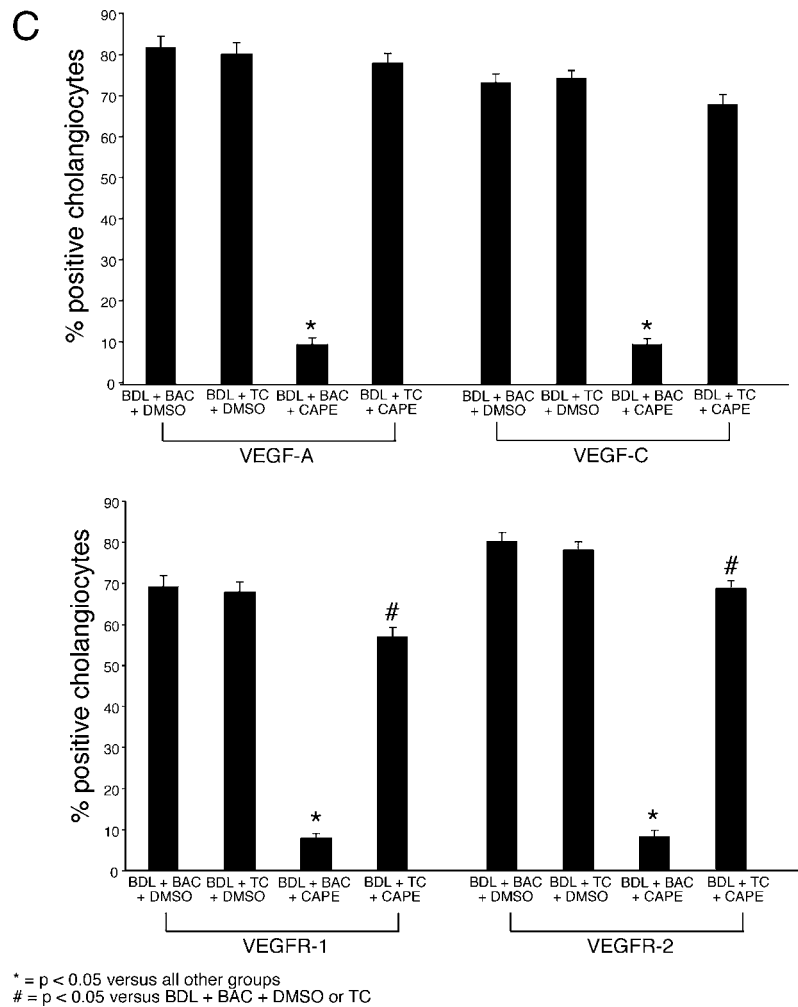 C
% positive cholangiocytes
90
80
70
60
50
40
30
20
10
0
*
*
BDL + BAC + DMSO
BDL + TC + DMSO
BDL + BAC + CAPE
BDL + TC + CAPE
BDL + BAC + DMSO
BDL + TC + DMSO
BDL + BAC + CAPE
BDL + TC + CAPE
VEGF-A
VEGF-C
% positive cholangiocytes
90
80
70
60
50
40
30
20
10
0
*
#
*
#
BDL + BAC + DMSO
BDL + TC + DMSO
BDL + BAC + CAPE
BDL + TC + CAPE
BDL + BAC + DMSO
BDL + TC + DMSO
BDL + BAC + CAPE
BDL + TC + CAPE
VEGFR-1
VEGFR-2
* = p < 0.05 versus all other groups
# = p < 0.05 versus BDL + BAC + DMSO or TC